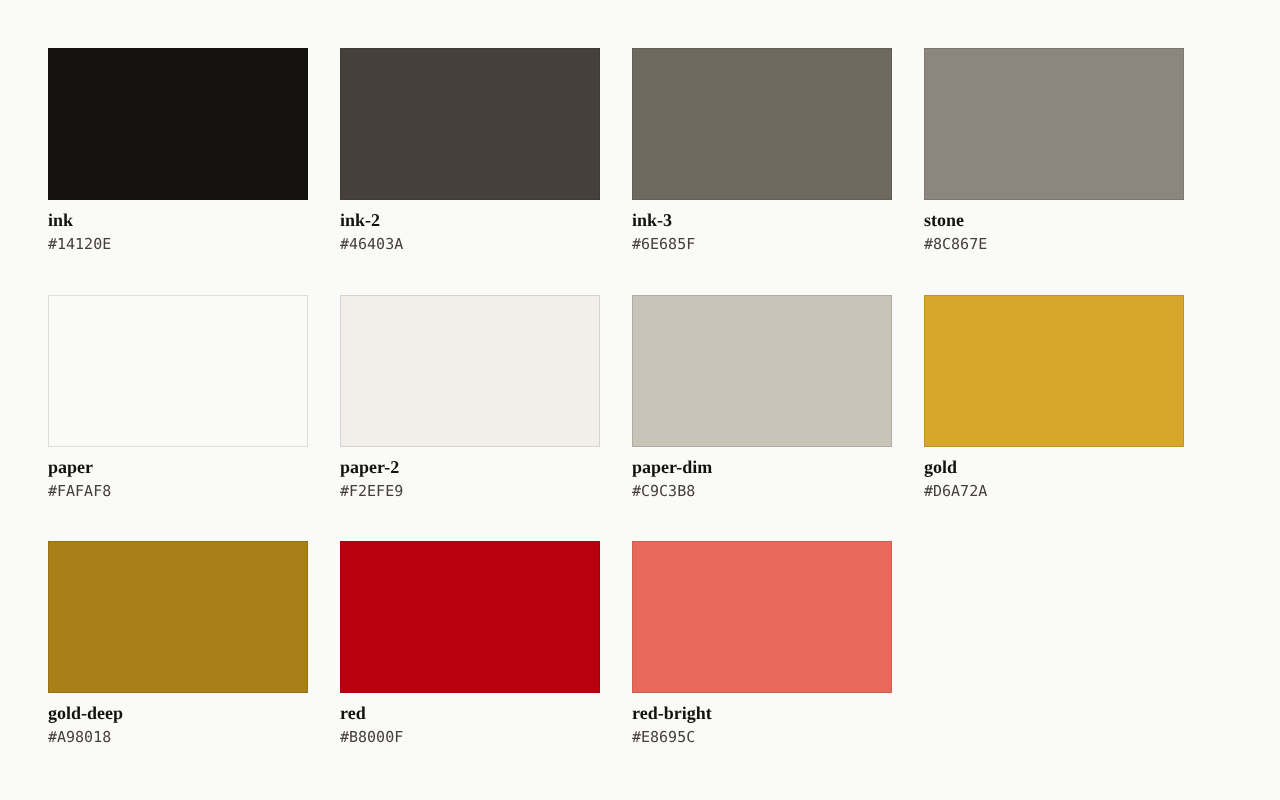 ink
#14120E
ink-2
#46403A
ink-3
#6E685F
stone
#8C867E
paper
#FAFAF8
paper-2
#F2EFE9
paper-dim
#C9C3B8
gold
#D6A72A
gold-deep
#A98018
red
#B8000F
red-bright
#E8695C